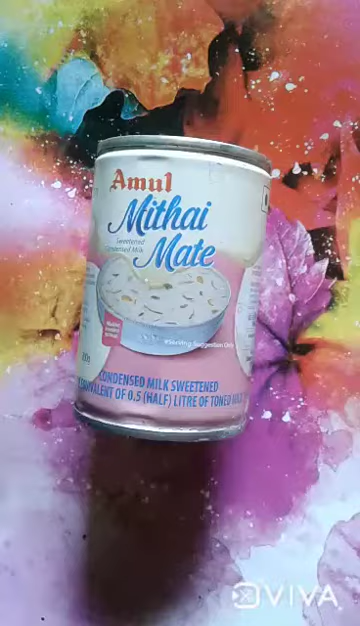 Amul
Mithai
Mate
Sweetened
Condensed Milk
#Serving Suggestion Only
CONDENSED MILK SWEETENED
EQUIVALENT OF 0.5 (HALF) LITRE OF TONED MILK
VIVA